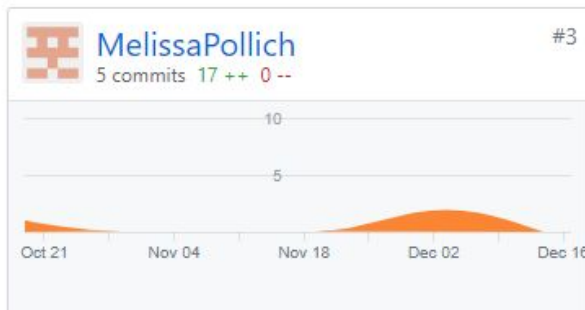 MelissaPollich #3
5 commits 17 ++ 0 --
10
5
Oct 21 Nov 04 Nov 18 Dec 02 Dec 16